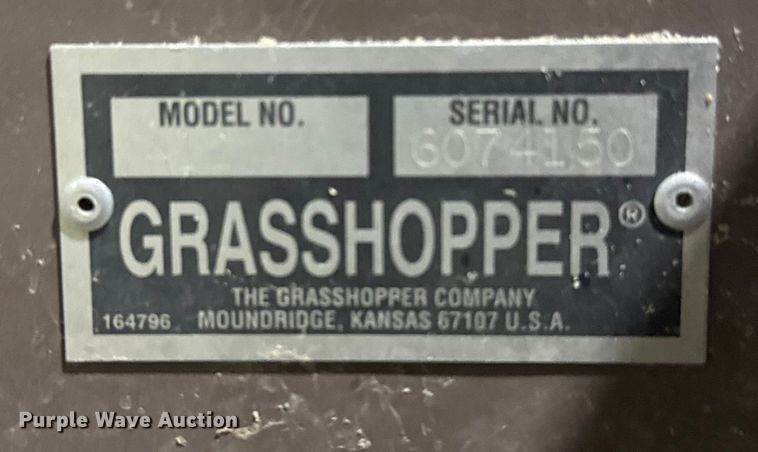 MODEL NO.
SERIAL NO.
6074150
GRASSHOPPER®
THE GRASSHOPPER COMPANY
164796 MOUNDRIDGE, KANSAS 67107 U.S.A.
Purple Wave Auction